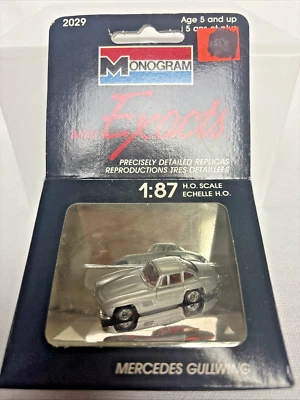 2029
Age 5 and up
5 ans et plus
MONOGRAM
Mini
Exacts
PRECISELY DETAILED REPLICAS
REPRODUCTIONS TRES DETAILLEES
1:87 H.O. SCALE
ECHELLE H.O.
MERCEDES GULLWING